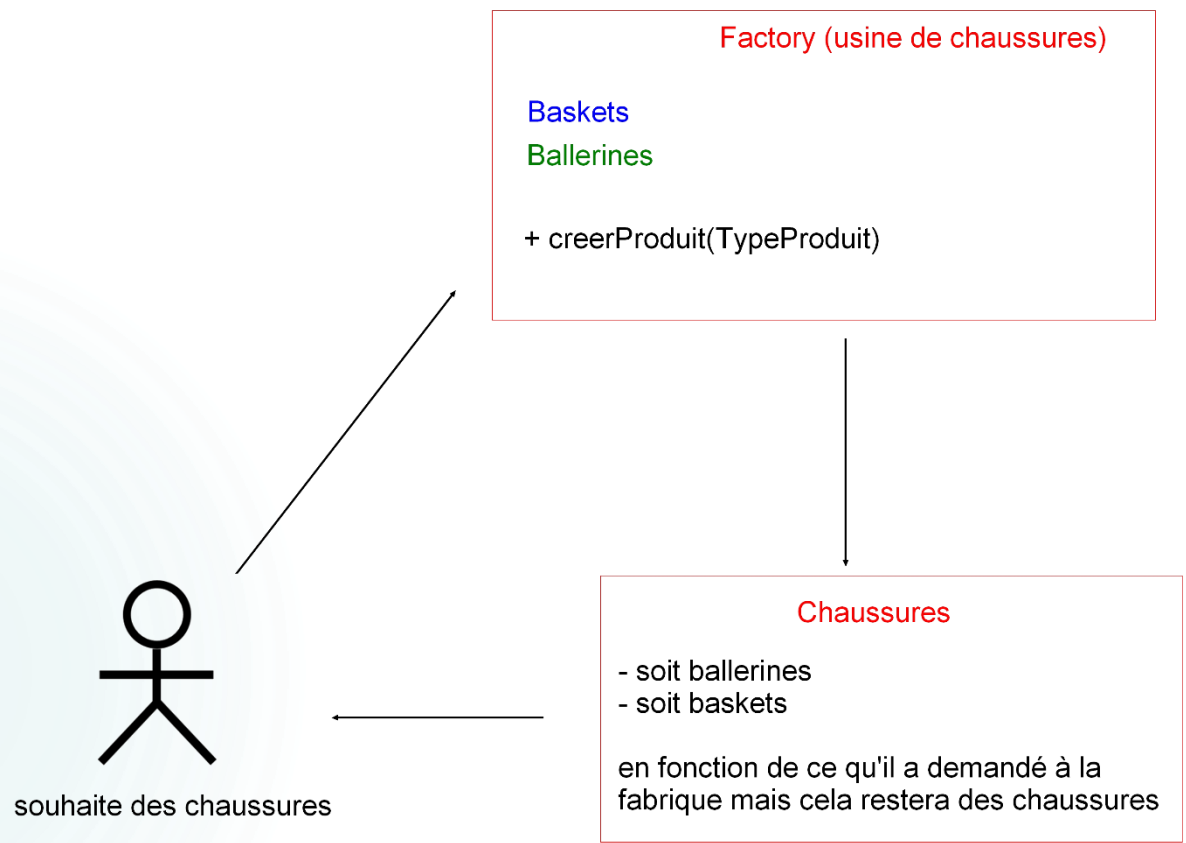 Factory (usine de chaussures)
Baskets
Ballerines
+ creerProduit(TypeProduit)
Chaussures
- soit ballerines
- soit baskets
en fonction de ce qu'il a demandé à la
fabrique mais cela restera des chaussures
souhaite des chaussures